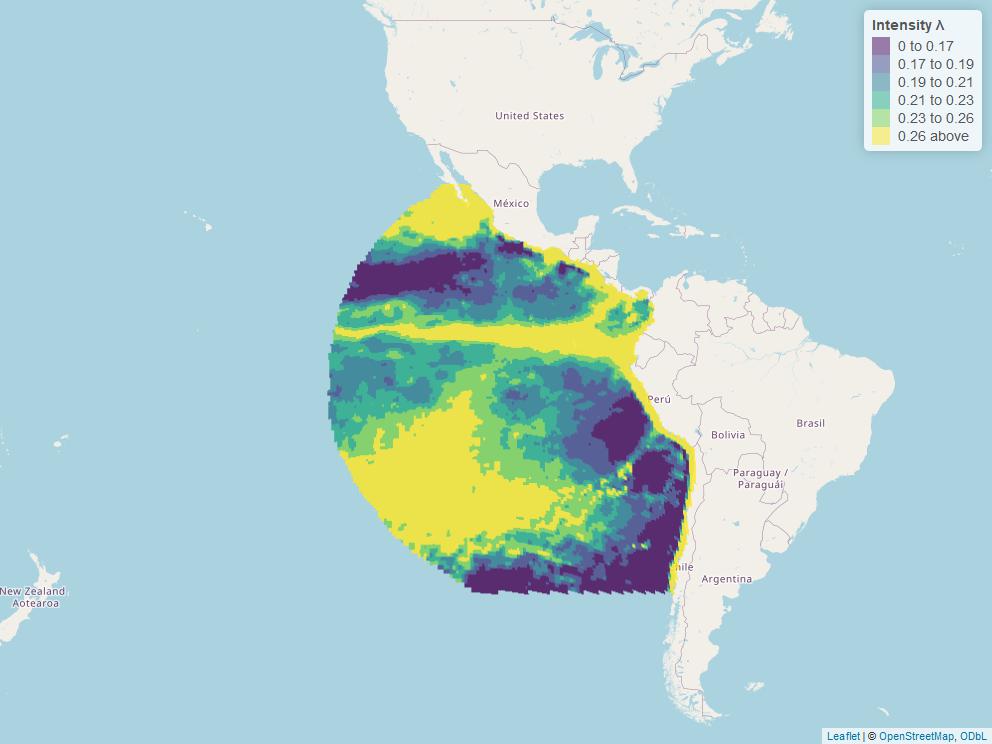 Intensity λ
0 to 0.17
0.17 to 0.19
0.19 to 0.21
0.21 to 0.23
0.23 to 0.26
0.26 above
United States
México
Perú
Brasil
Bolivia
Paraguay /
Paraguái
hile
Argentina
New Zealand
Aotearoa
Leaflet | © OpenStreetMap, ODbL